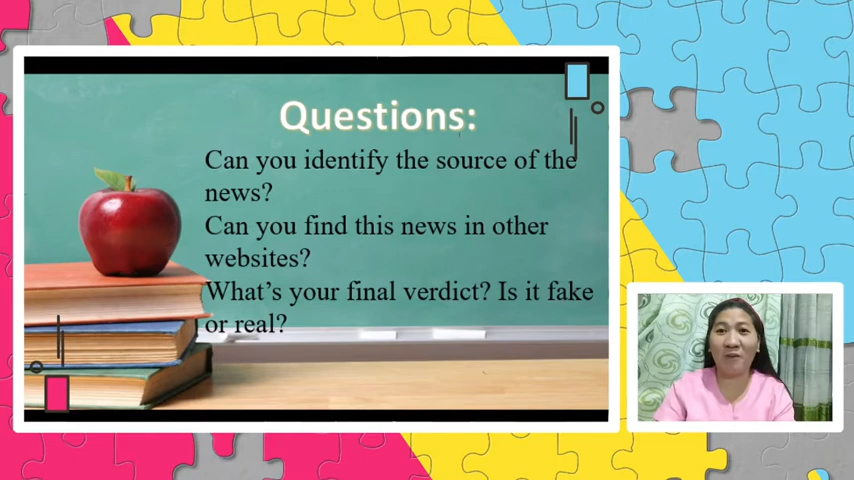 Questions:
Can you identify the source of the
news?
Can you find this news in other
websites?
What's your final verdict? Is it fake
or real?